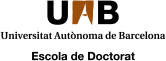 UAB
Universitat Autònoma de Barcelona
Escola de Doctorat